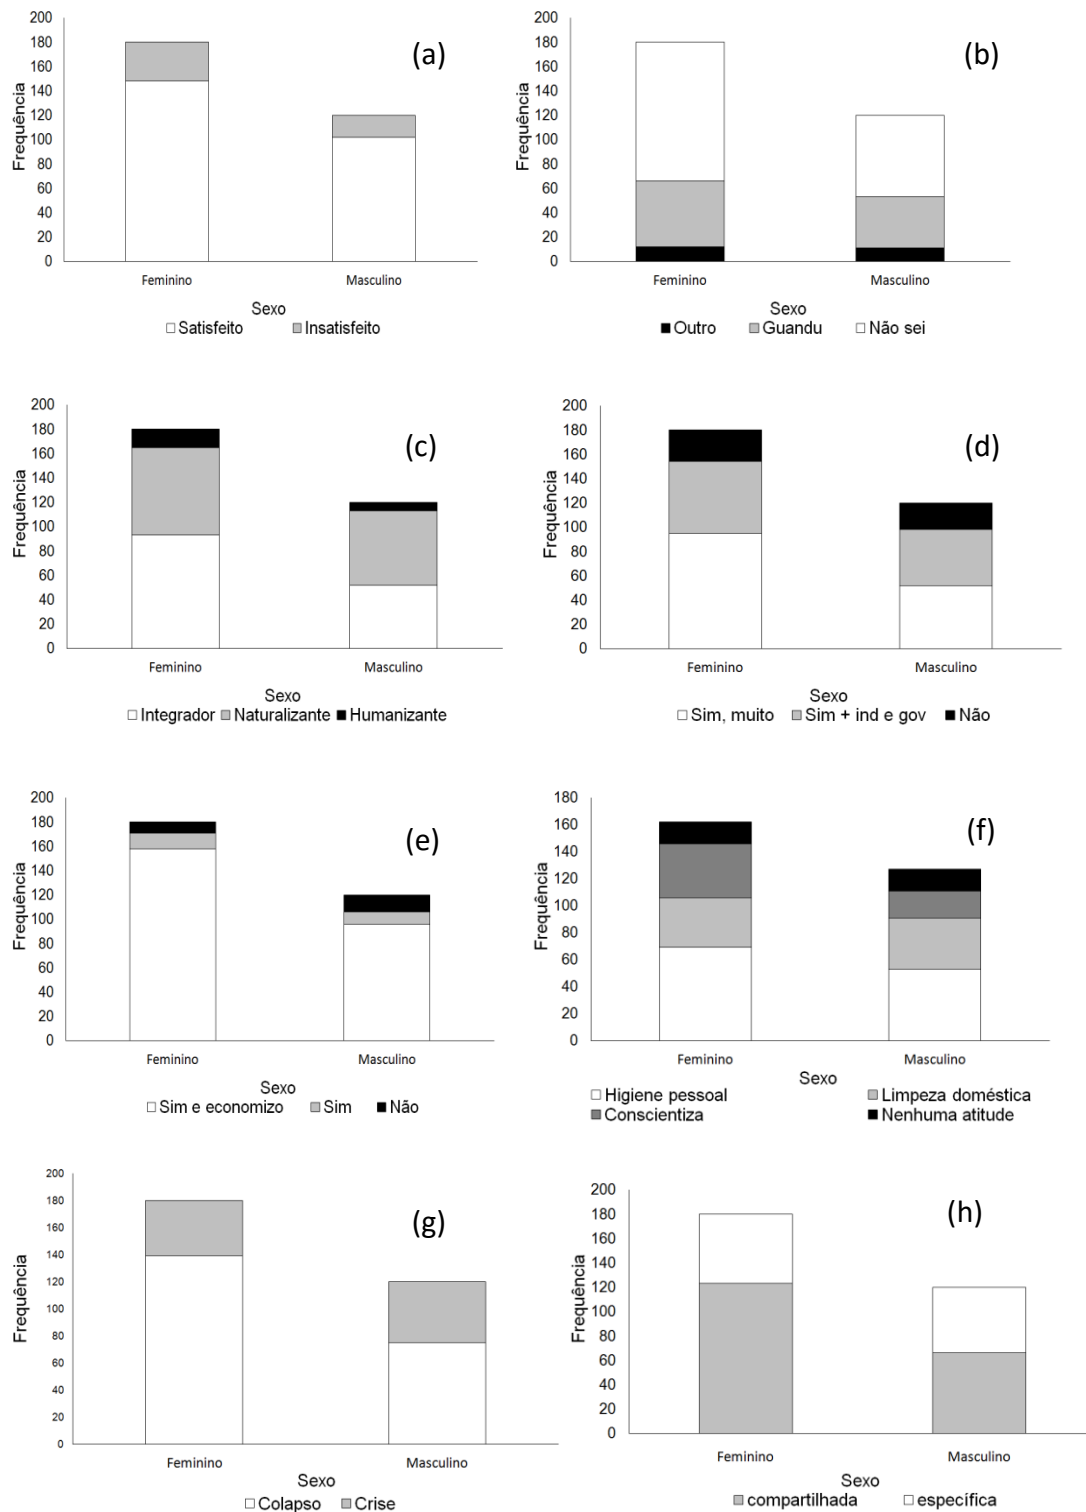 (a)
Frequência
200
180
160
140
120
100
80
60
40
20
0
Feminino Masculino
Sexo
Satisfeito Insatisfeito
(b)
Frequência
200
180
160
140
120
100
80
60
40
20
0
Feminino Masculino
Sexo
Outro Guandu Não sei
(c)
Frequência
200
180
160
140
120
100
80
60
40
20
0
Feminino Masculino
Sexo
Integrador Naturalizante Humanizante
(d)
Frequência
200
180
160
140
120
100
80
60
40
20
0
Feminino Masculino
Sexo
Sim, muito Sim + ind e gov Não
(e)
Frequência
200
180
160
140
120
100
80
60
40
20
0
Feminino Masculino
Sexo
Sim e economizo Sim Não
(f)
Frequência
180
160
140
120
100
80
60
40
20
0
Feminino Masculino
Sexo
Higiene pessoal Limpeza doméstica
Conscientiza Nenhuma atitude
(g)
Frequência
200
180
160
140
120
100
80
60
40
20
0
Feminino Masculino
Sexo
Colapso Crise
(h)
Frequência
200
180
160
140
120
100
80
60
40
20
0
Feminino Masculino
Sexo
compartilhada específica